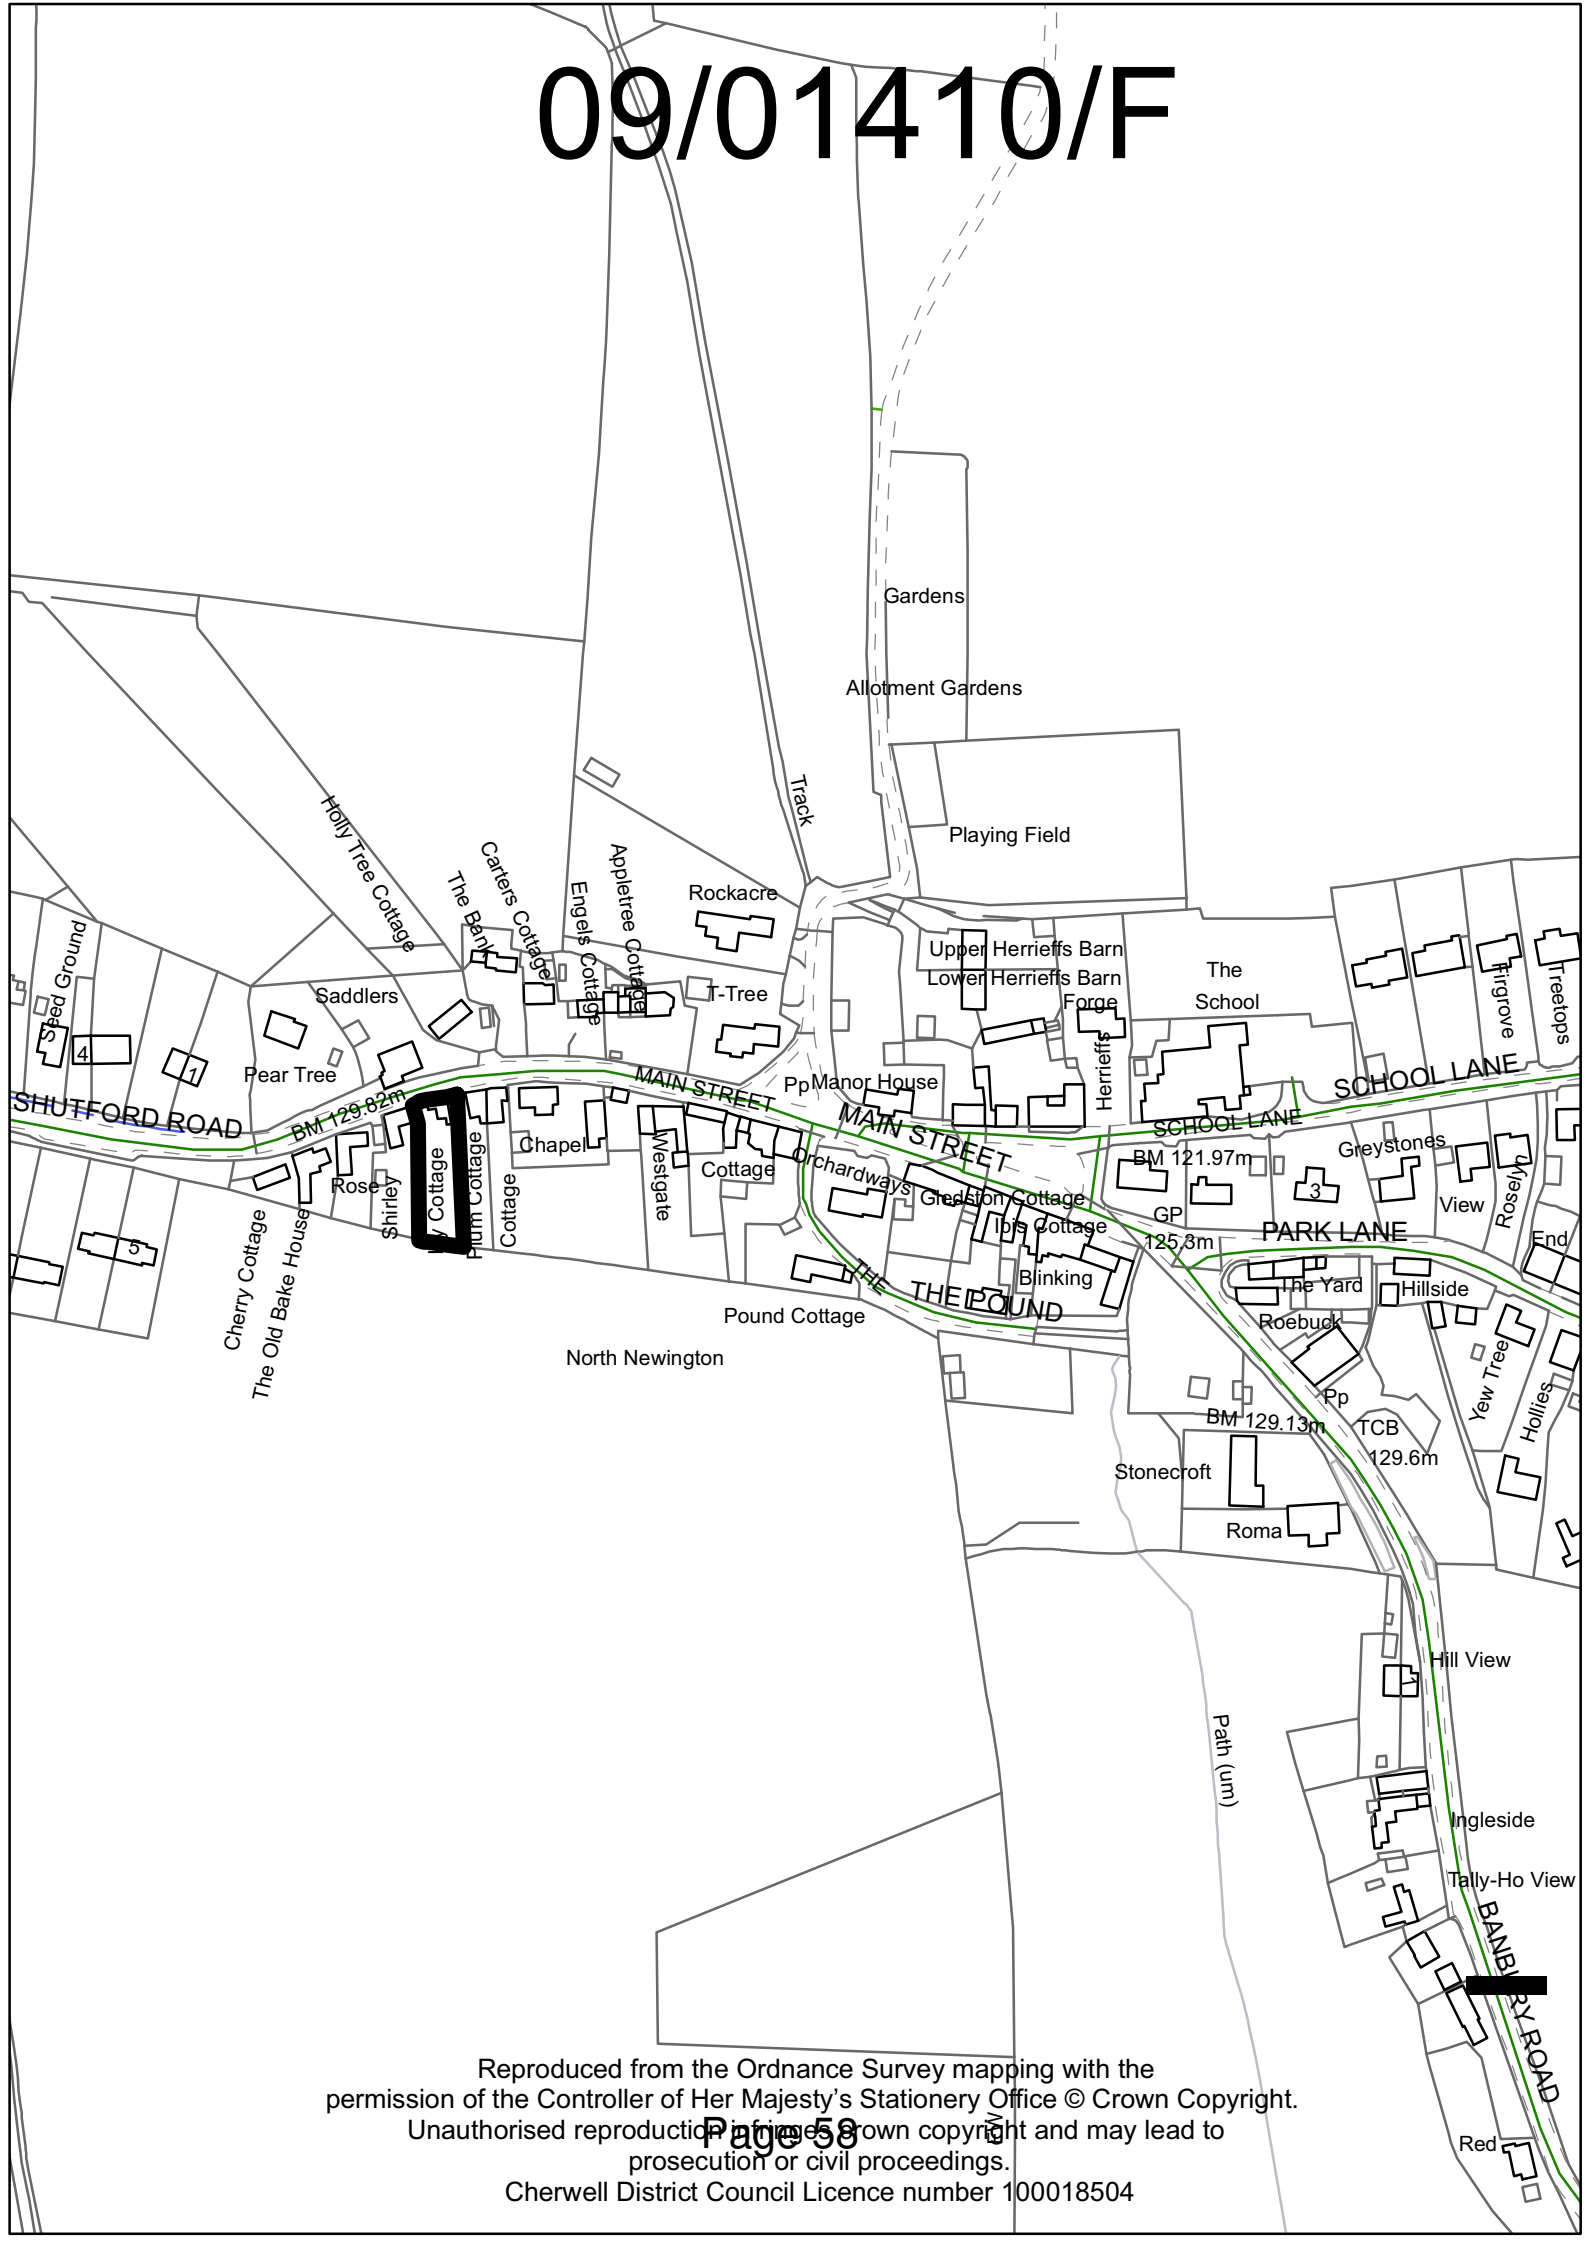 09/01410/F
Gardens
Allotment Gardens
Track
Playing Field
Holly Tree Cottage
The Bank
Carters Cottage
Engels Cottage
Appletree Cottage
Rockacre
Upper Herrieffs Barn
Lower Herrieffs Barn
Forge
The
School
Firgrove
Treetops
Seed Ground
Saddlers
T-Tree
Herrieffs
4
1
Pear Tree
MAIN STREET
Pp
Manor House
SCHOOL LANE
SHUTFORD ROAD
BM 129.82m
MAIN STREET
SCHOOL LANE
Chapel
Westgate
Cottage
Orchardways
BM 121.97m
Greystones
Rose
Shirley
Cottage
Plum Cottage
Cottage
Gledston Cottage
Ibis Cottage
GP
125.3m
3
View
Roselyn
PARK LANE
End
5
Cherry Cottage
The Old Bake House
THE
THE POUND
Blinking
The Yard
Hillside
Pound Cottage
Roebuck
North Newington
Yew Tree
Hollies
Pp
BM 129.13m
TCB
129.6m
Stonecroft
Roma
Hill View
1
Path (um)
Ingleside
Tally-Ho View
BANBURY ROAD
Red
Reproduced from the Ordnance Survey mapping with the
permission of the Controller of Her Majesty's Stationery Office © Crown Copyright.
Unauthorised reproduction infringes crown copyright and may lead to
Page 58
prosecution or civil proceedings.
Cherwell District Council Licence number 100018504